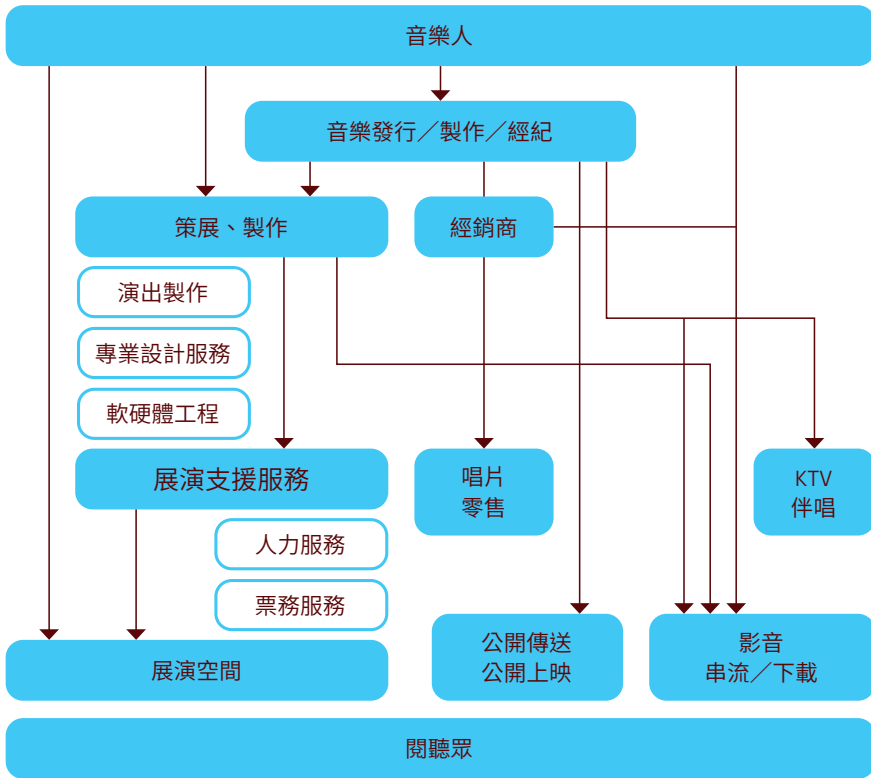 音樂人
音樂發行／製作／經紀
策展、製作
經銷商
演出製作
專業設計服務
軟硬體工程
展演支援服務
唱片
零售
KTV
伴唱
人力服務
票務服務
公開傳送
公開上映
影音
串流／下載
展演空間
閱聽眾